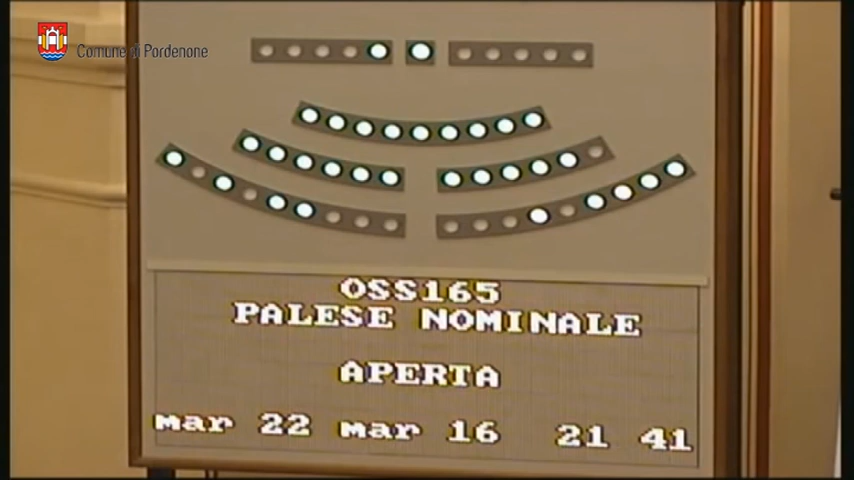 Comune di Pordenone
OSS165
PALESE NOMINALE
APERTA
mar 22 mar 16 21 41